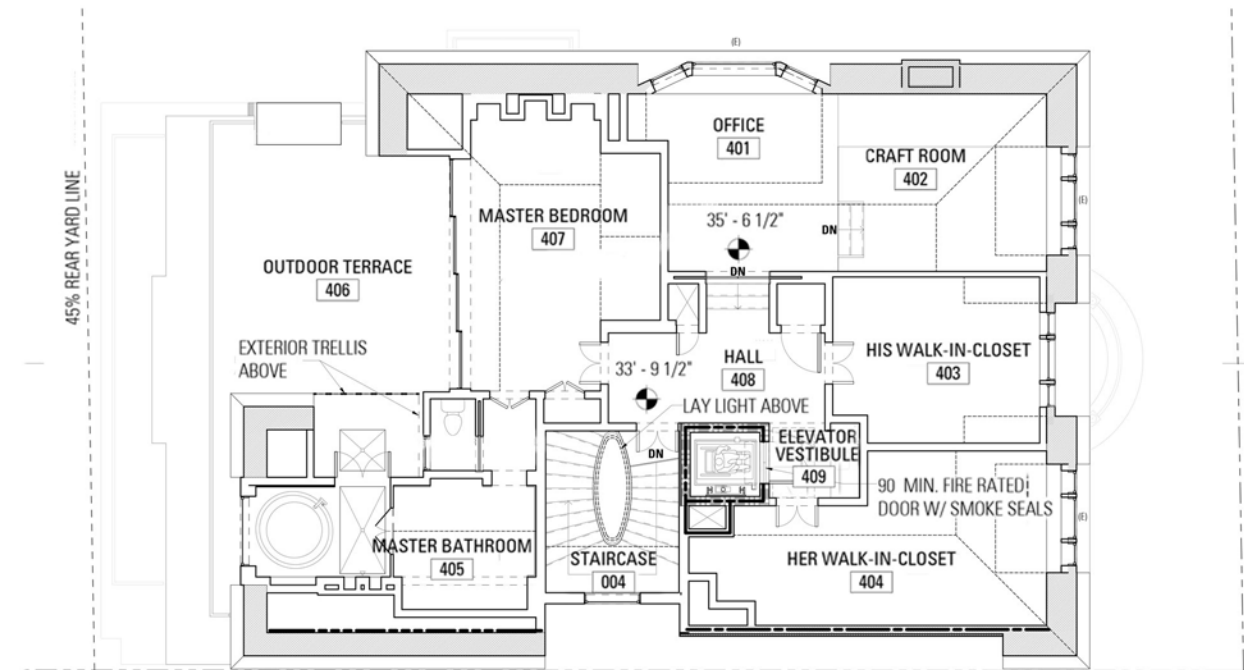 (E)
OFFICE
401
CRAFT ROOM
402
45% REAR YARD LINE
(E)
MASTER BEDROOM
407
35' - 6 1/2"
DN
DN
OUTDOOR TERRACE
406
EXTERIOR TRELLIS
ABOVE
33' - 9 1/2"
HALL
408
HIS WALK-IN-CLOSET
403
LAY LIGHT ABOVE
DN
ELEVATOR
VESTIBULE
409
90 MIN. FIRE RATED
DOOR W/ SMOKE SEALS
(E)
MASTER BATHROOM
405
STAIRCASE
004
HER WALK-IN-CLOSET
404